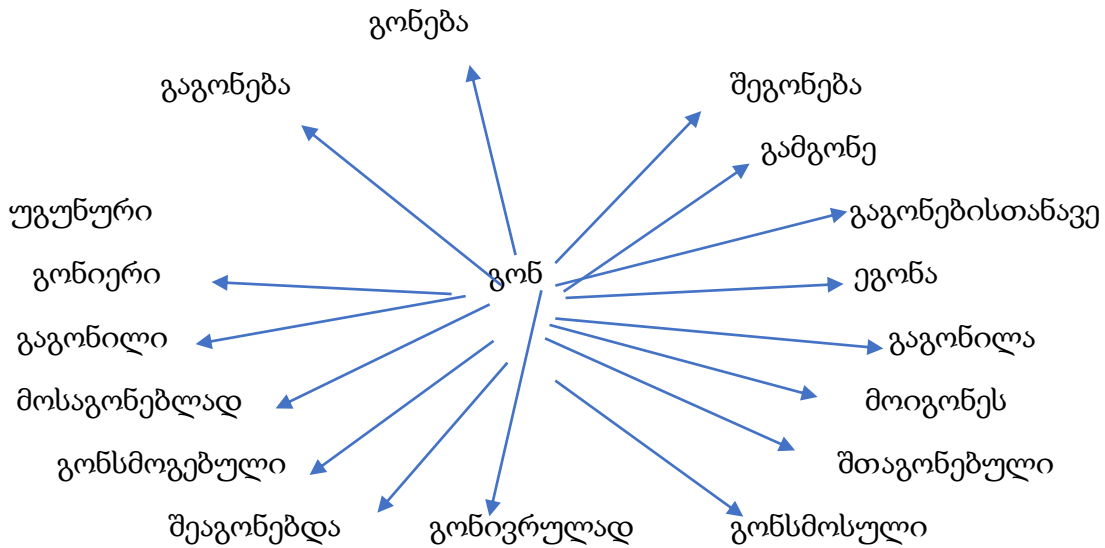 გონება
გაგონება შეგონება
გამგონე
უგუნური გაგონებისთანავე
გონ
გონიერი ეგონა
გაგონილი გაგონილა
მოსაგონებლად მოიგონეს
გონსმოგებული შთაგონებული
შეაგონებდა გონივრულად გონსმოსული